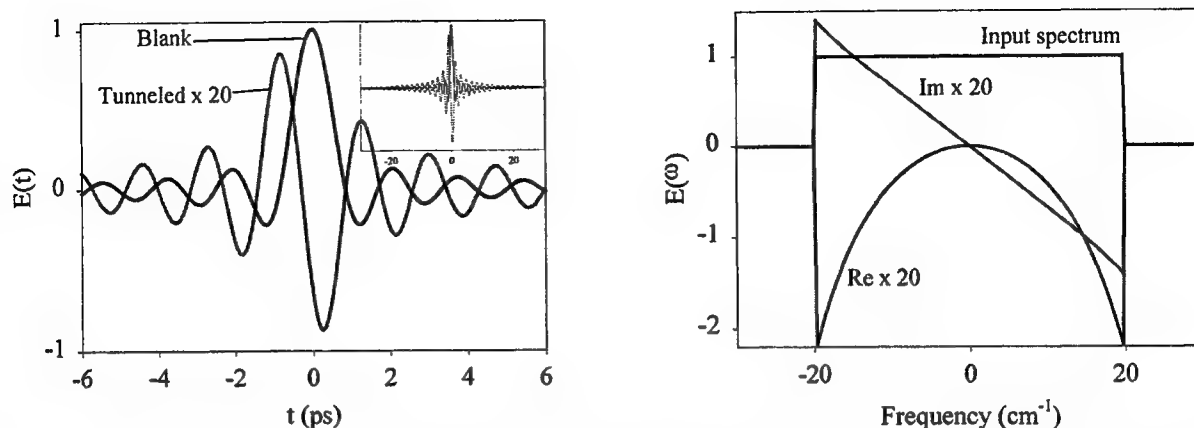 1
Blank
Tunneled x 20
E(t)
0
-1
-20
0
20
-6
-4
-2
0
2
4
6
t (ps)
1
Input spectrum
Im x 20
0
E(ω)
-1
Re x 20
-2
-20
0
20
Frequency (cm⁻¹)